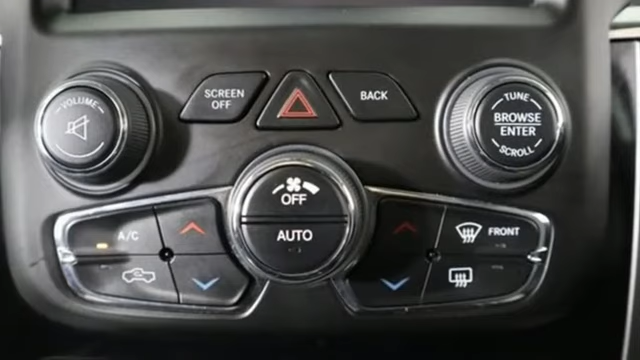 VOLUME
SCREEN
OFF
BACK
TUNE
BROWSE
ENTER
SCROLL
OFF
AUTO
A/C
FRONT